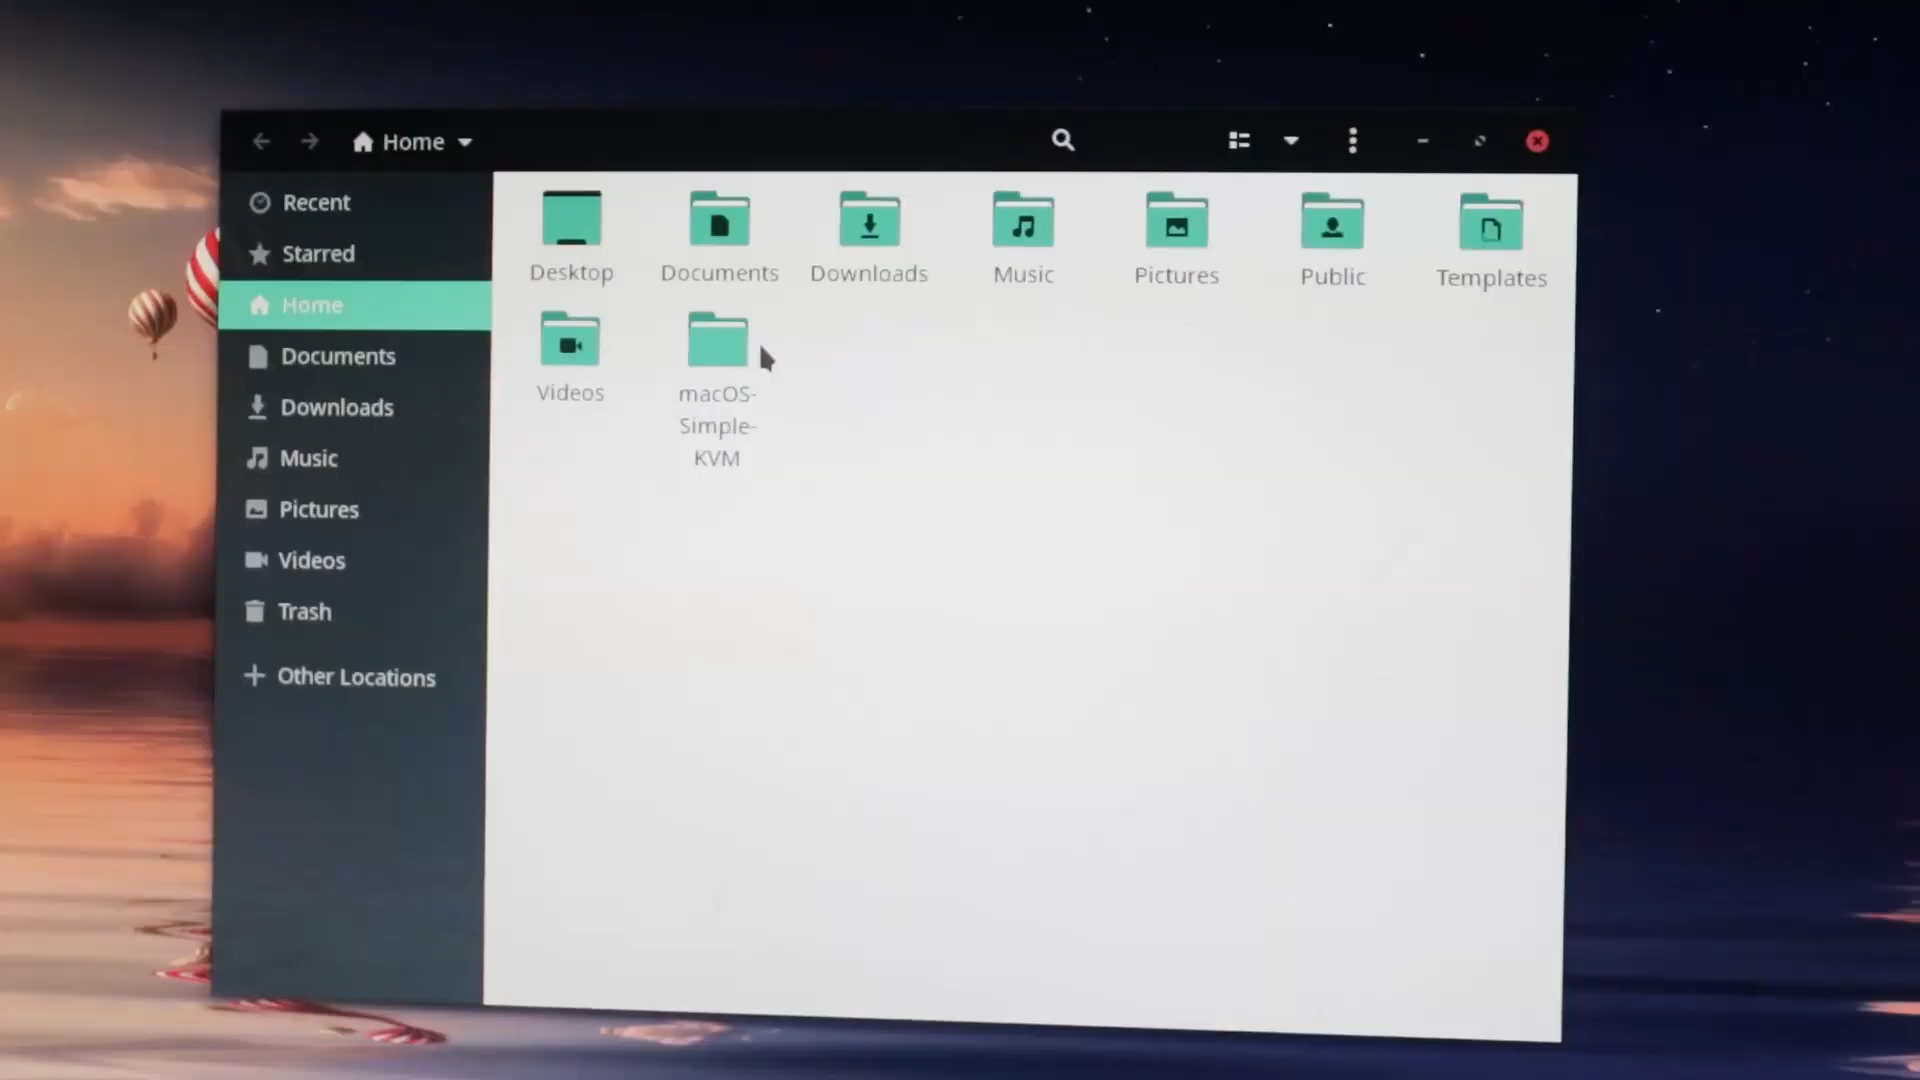 Home
Recent
Starred
Home
Documents
Downloads
Music
Pictures
Videos
Trash
Other Locations
Desktop
Documents
Downloads
Music
Pictures
Public
Templates
Videos
macOS-
Simple-
KVM